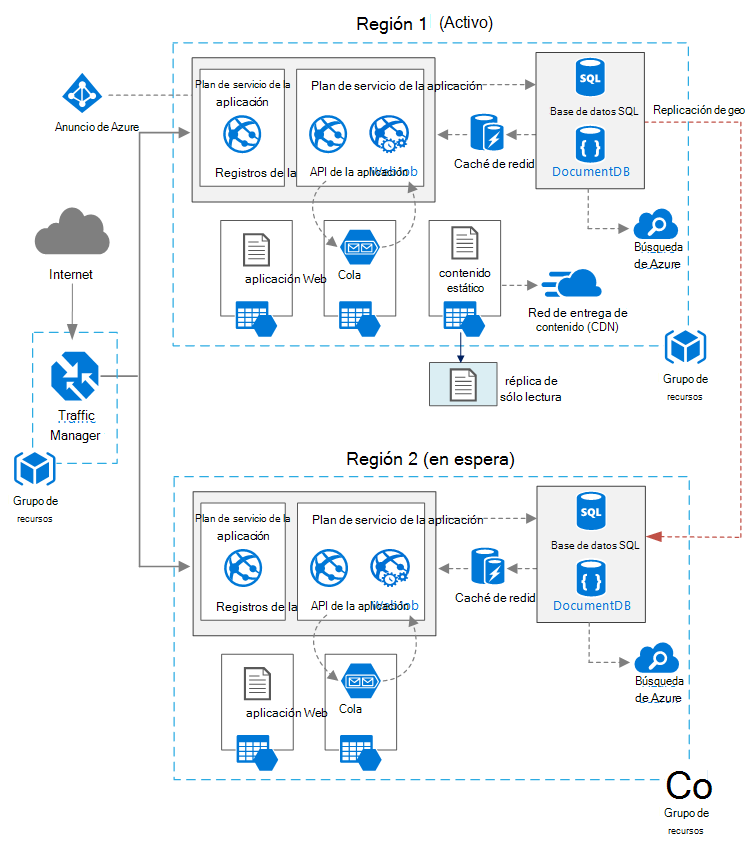 Región 1 (Activo)
Plan de servicio de la
aplicación
Registros de la
Plan de servicio de la aplicación
API de la aplicación
WebJob
Caché de redid
SQL
Base de datos SQL
DocumentDB
Replicación de geo
Anuncio de Azure
Internet
aplicación Web
Cola
contenido
estático
Red de entrega de
contenido (CDN)
Búsqueda
de Azure
réplica de
sólo lectura
Grupo de
recursos
Traffic
Manager
Grupo de
recursos
Región 2 (en espera)
Plan de servicio de la
aplicación
Registros de la
Plan de servicio de la aplicación
API de la aplicación
WebJob
Caché de redid
SQL
Base de datos SQL
DocumentDB
aplicación Web
Cola
Búsqueda
de Azure
Co
Grupo de
recursos